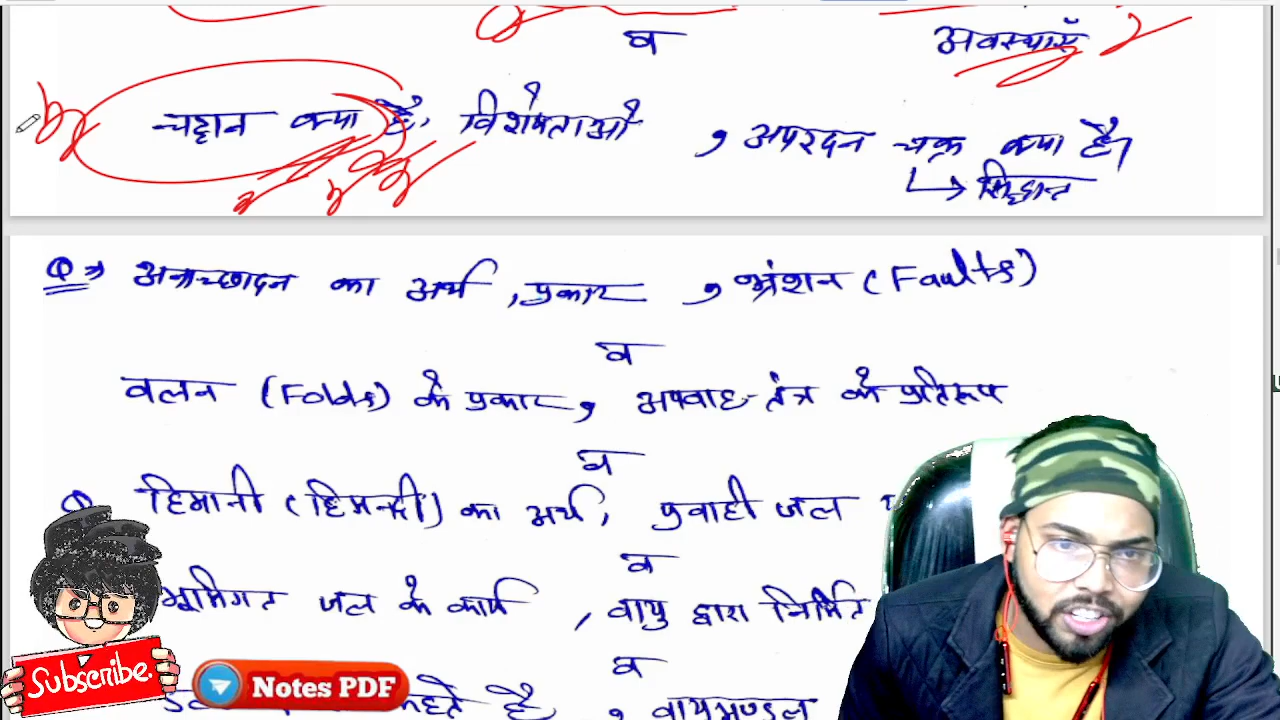 व अवस्थाएँ
चट्टान क्या है, विशेषताओ , अपरदन चक्र क्या है।
↳ सिद्धान्त
Q⇒ अनाच्छादन का अर्थ, प्रकार , भ्रंशन (Faults)
व
वलन (Folds) के प्रकार, अपवाह-तंत्र के प्रतिरूप
व
हिमानी (हिमनदी) का अर्थ, प्रवाही जल
व
भूमिगत जल के कार्य , वायु द्वारा निर्मित
व
कहते है , वायुमण्डल
Subscribe
Notes PDF